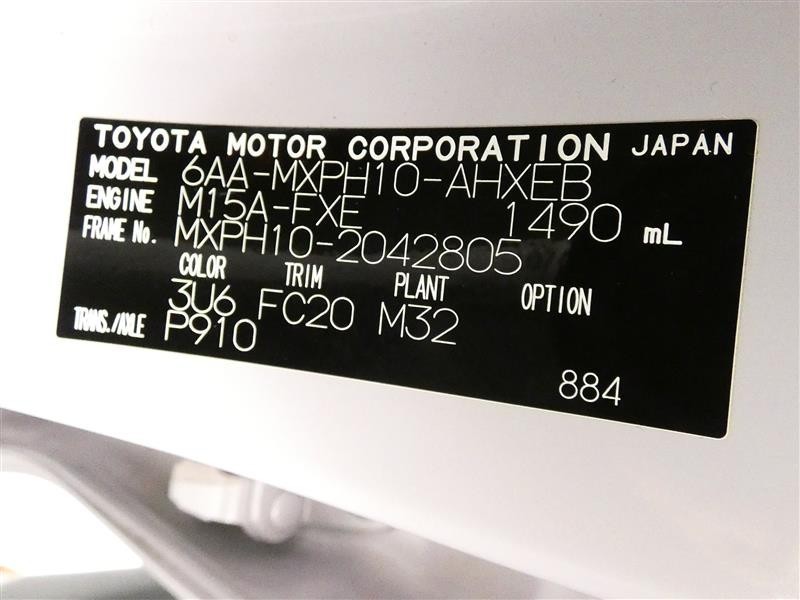 TOYOTA MOTOR CORPORATION JAPAN
MODEL 6AA-MXPH10-AHXEB
ENGINE M15A-FXE 1490 mL
FRAME No. MXPH10-2042805
COLOR TRIM PLANT OPTION
3U6 FC20 M32
TRANS./AXLE P910
884